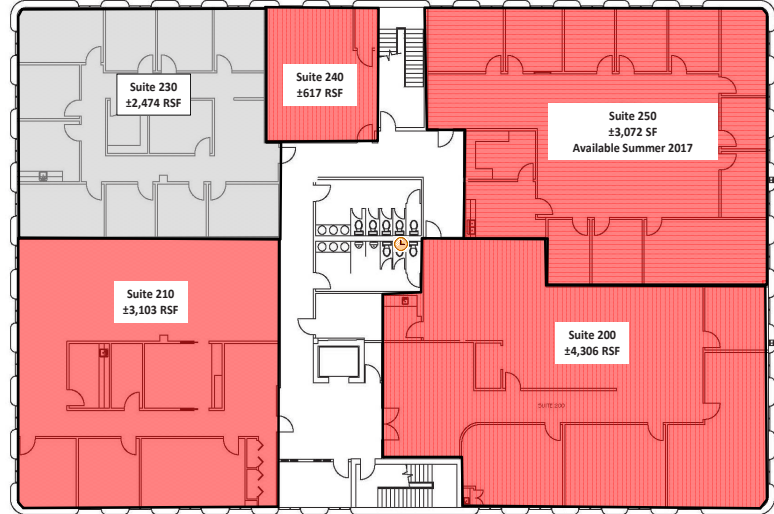 Suite 230
±2,474 RSF
Suite 240
±617 RSF
Suite 250
±3,072 SF
Available Summer 2017
Suite 210
±3,103 RSF
Suite 200
±4,306 RSF
SUITE 200